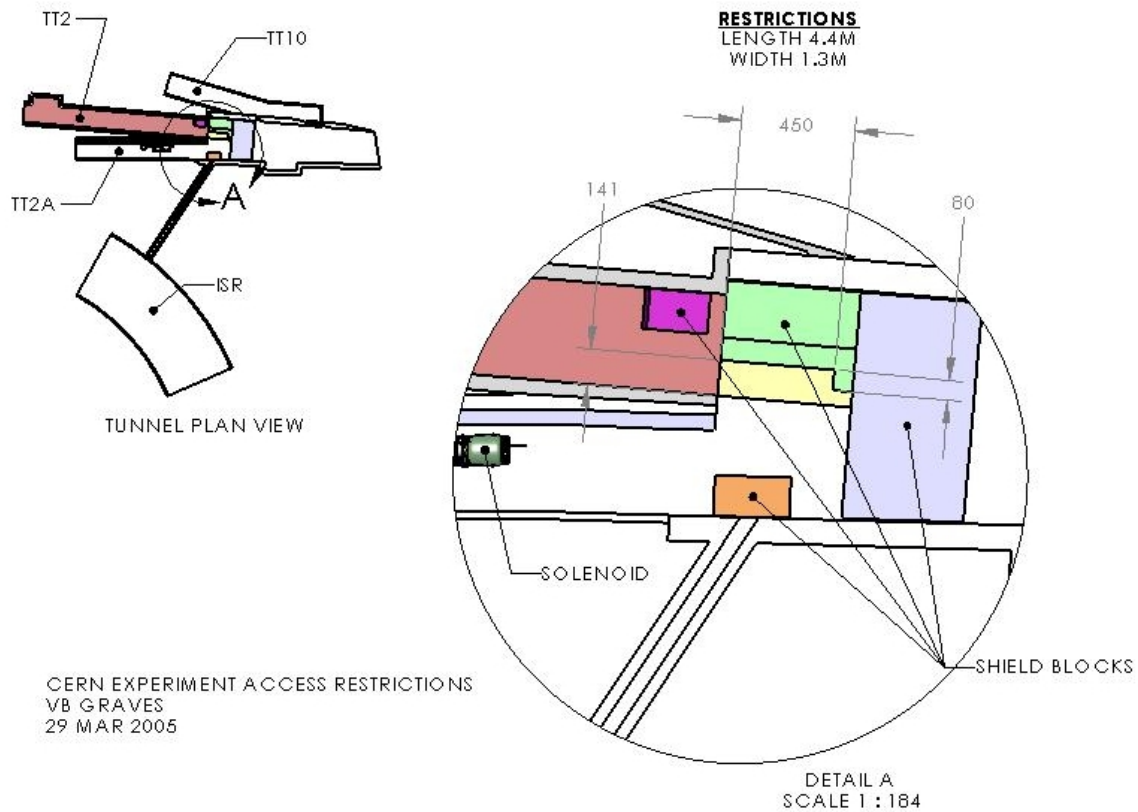 TT2
TT10
TT2A
A
ISR
TUNNEL PLAN VIEW
RESTRICTIONS
LENGTH 4.4M
WIDTH 1.3M
450
141
80
SOLENOID
SHIELD BLOCKS
CERN EXPERIMENT ACCESS RESTRICTIONS
VB GRAVES
29 MAR 2005
DETAIL A
SCALE 1 : 184